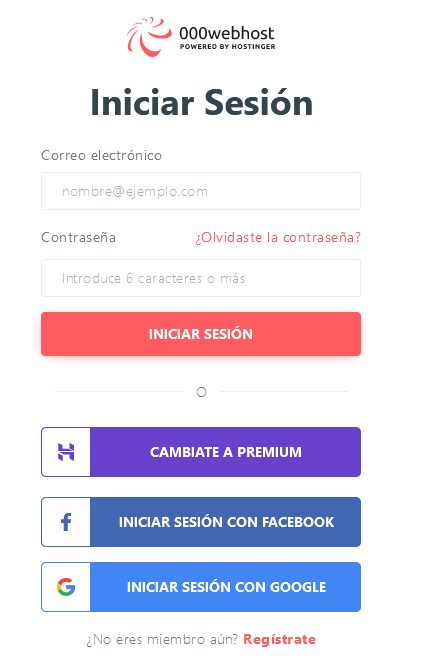 000webhost
POWERED BY HOSTINGER
Iniciar Sesión
Correo electrónico
nombre@ejemplo.com
Contraseña ¿Olvidaste la contraseña?
Introduce 6 caracteres o más
INICIAR SESIÓN
O
CAMBIATE A PREMIUM
INICIAR SESIÓN CON FACEBOOK
INICIAR SESIÓN CON GOOGLE
¿No eres miembro aún? Regístrate